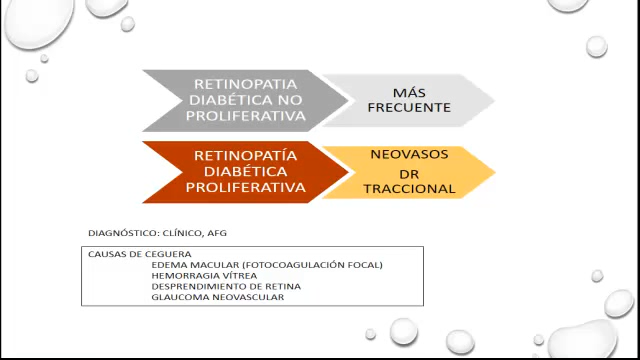 RETINOPATIA
DIABÉTICA NO
PROLIFERATIVA
MÁS
FRECUENTE
RETINOPATÍA
DIABÉTICA
PROLIFERATIVA
NEOVASOS
DR
TRACCIONAL
DIAGNÓSTICO: CLÍNICO, AFG
CAUSAS DE CEGUERA
EDEMA MACULAR (FOTOCOAGULACIÓN FOCAL)
HEMORRAGIA VÍTREA
DESPRENDIMIENTO DE RETINA
GLAUCOMA NEOVASCULAR